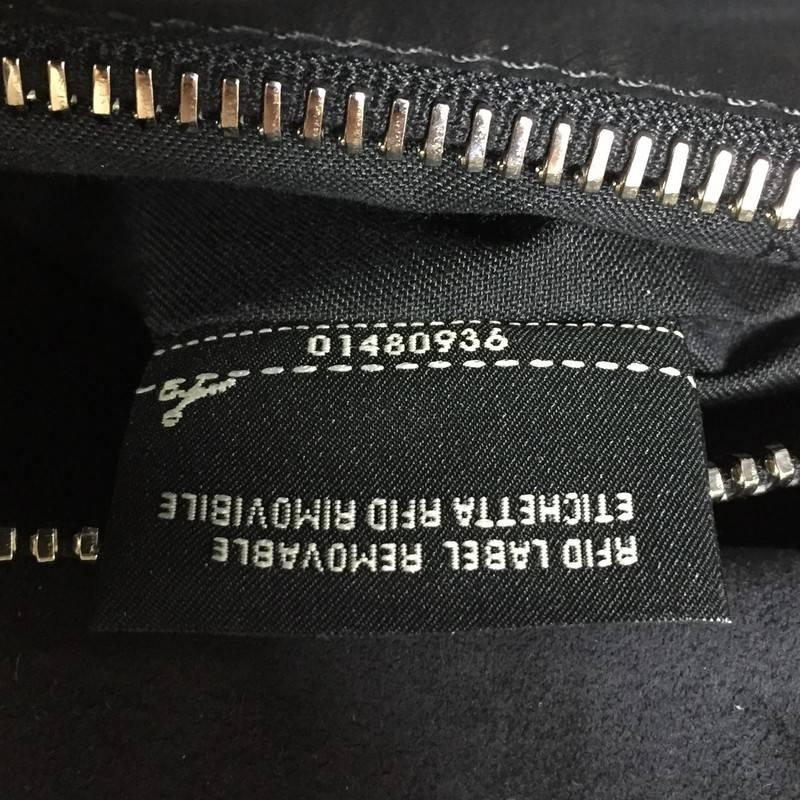 01480936
RFID LABEL REMOVABLE
ETICHETTA RFID RIMOVIBILE